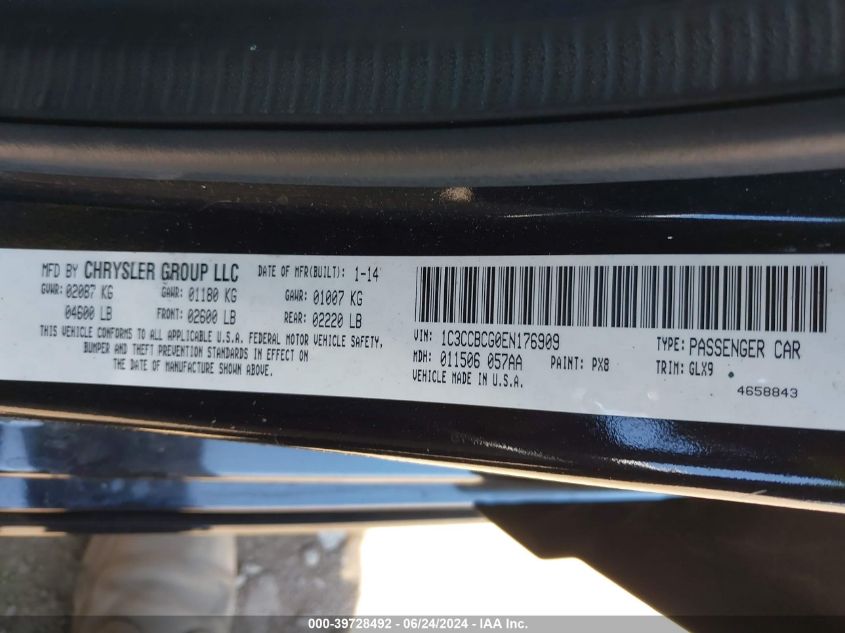 MFD BY CHRYSLER GROUP LLC DATE OF MFR(BUILT): 1-14
GVWR: 02087 KG GAWR: 01180 KG GAWR: 01007 KG
04600 LB FRONT: 02600 LB REAR: 02220 LB
THIS VEHICLE CONFORMS TO ALL APPLICABLE U.S.A. FEDERAL MOTOR VEHICLE SAFETY,
BUMPER AND THEFT PREVENTION STANDARDS IN EFFECT ON
THE DATE OF MANUFACTURE SHOWN ABOVE.
VIN: 1C3CCBCG0EN176909 TYPE: PASSENGER CAR
MDH: 011506 057AA PAINT: PX8 TRIM: GLX9
VEHICLE MADE IN U.S.A.
4658843
000-39728492 - 06/24/2024 - IAAI.COM